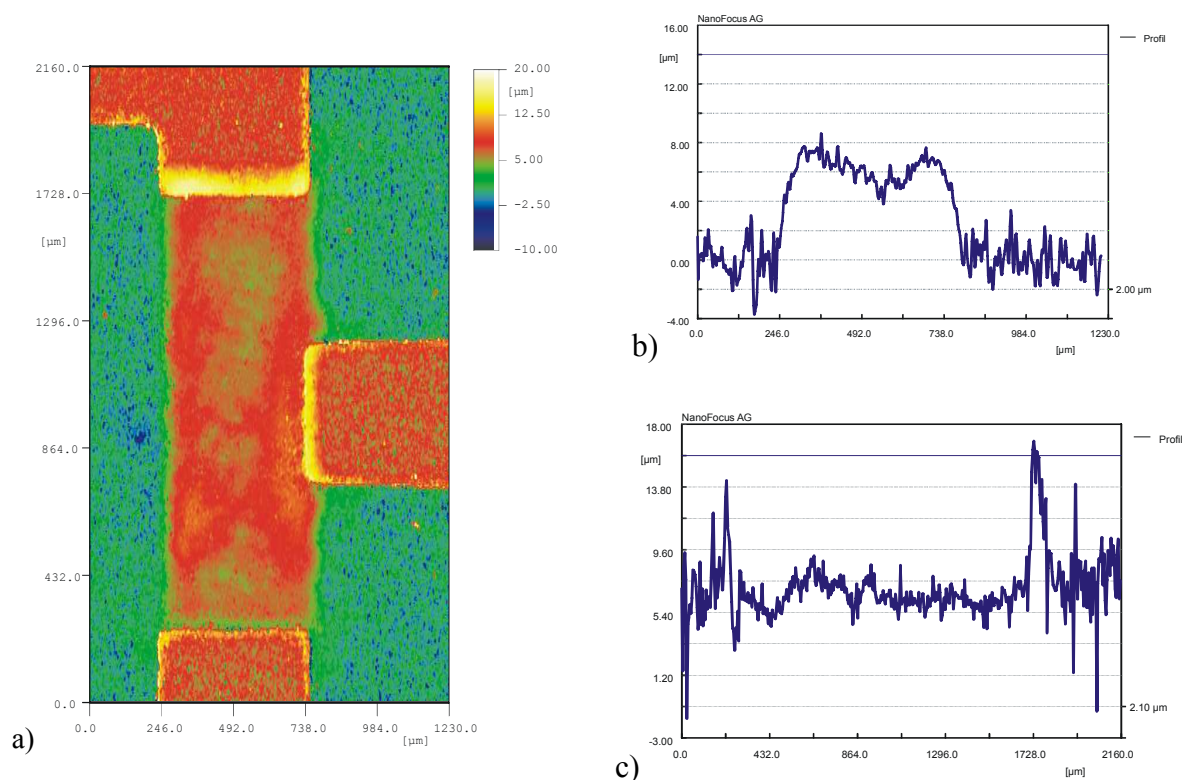 2160.0
1728.0
[µm]
1296.0
864.0
432.0
0.0
0.0
246.0
492.0
738.0
984.0
1230.0
[µm]
20.00
[µm]
12.50
5.00
-2.50
-10.00
a)
NanoFocus AG
16.00
[µm]
12.00
8.00
4.00
0.00
-4.00
0.0
246.0
492.0
738.0
984.0
1230.0
[µm]
Profil
2.00 µm
b)
NanoFocus AG
18.00
[µm]
13.80
9.60
5.40
1.20
-3.00
0.0
432.0
864.0
1296.0
1728.0
2160.0
[µm]
Profil
2.10 µm
c)